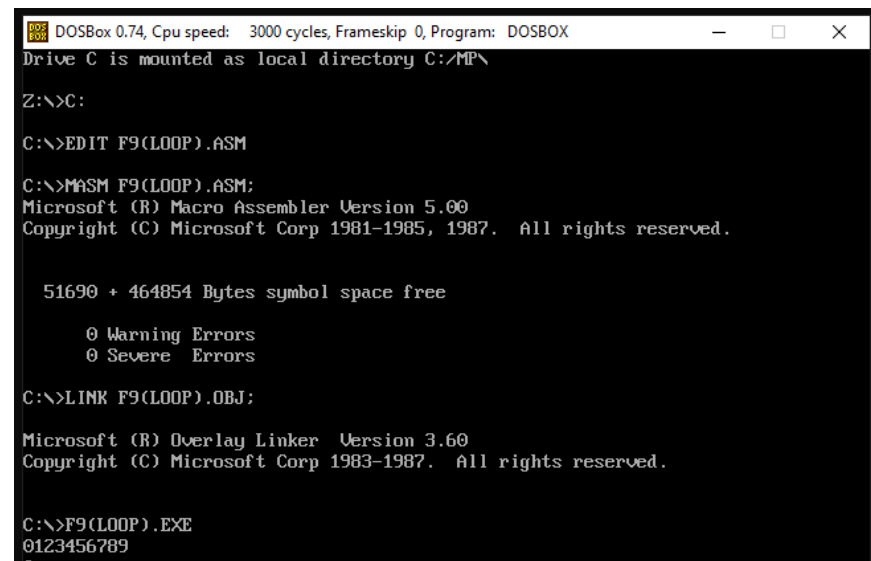 DOS
BOX
DOSBox 0.74, Cpu speed: 3000 cycles, Frameskip 0, Program: DOSBOX
Drive C is mounted as local directory C:/MP\
Z:\>C:
C:\>EDIT F9(LOOP).ASM
C:\>MASM F9(LOOP).ASM;
Microsoft (R) Macro Assembler Version 5.00
Copyright (C) Microsoft Corp 1981-1985, 1987.  All rights reserved.
51690 + 464854 Bytes symbol space free
0 Warning Errors
0 Severe  Errors
C:\>LINK F9(LOOP).OBJ;
Microsoft (R) Overlay Linker  Version 3.60
Copyright (C) Microsoft Corp 1983-1987.  All rights reserved.
C:\>F9(LOOP).EXE
0123456789